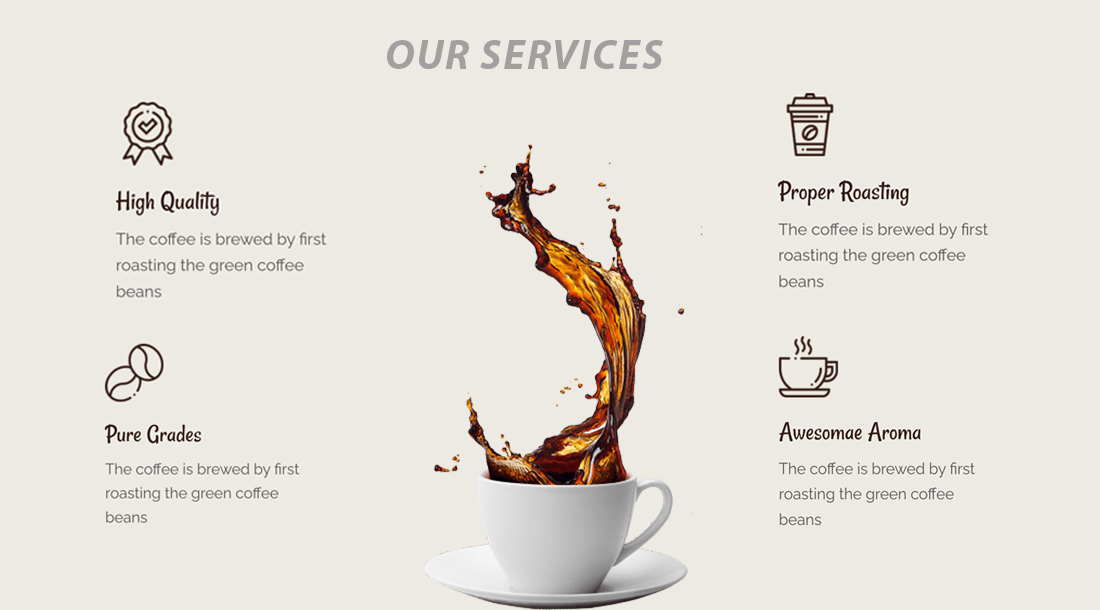 OUR SERVICES
High Quality
The coffee is brewed by first
roasting the green coffee
beans
Pure Grades
The coffee is brewed by first
roasting the green coffee
beans
Proper Roasting
The coffee is brewed by first
roasting the green coffee
beans
Awesomae Aroma
The coffee is brewed by first
roasting the green coffee
beans